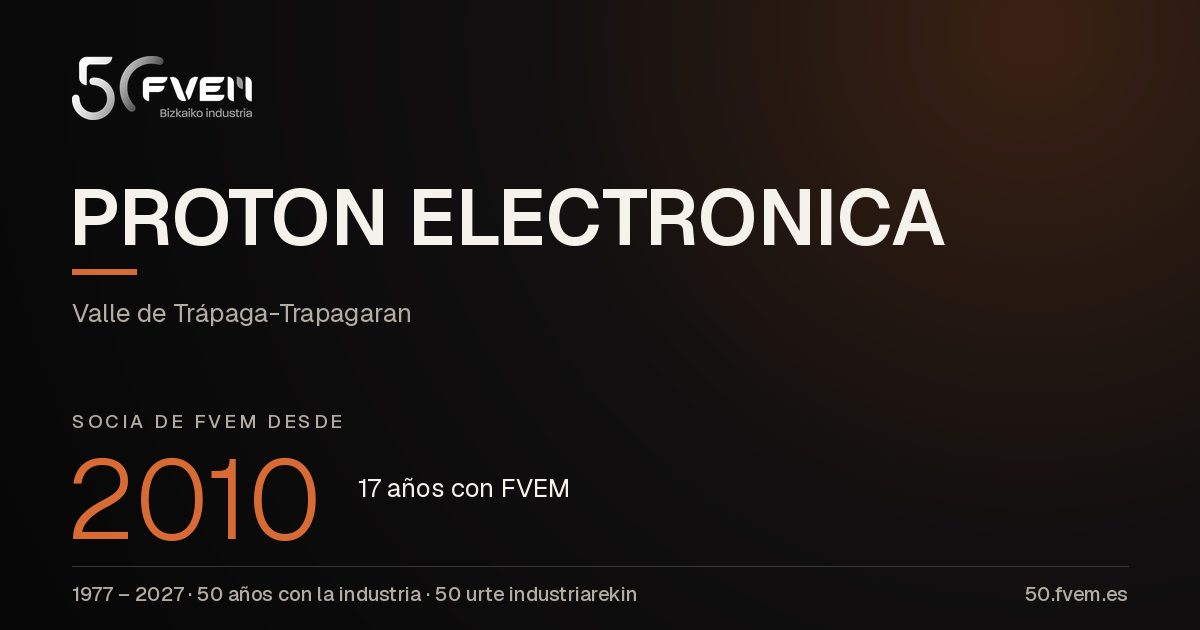 50 FVEM
Bizkaiko industria
PROTON ELECTRONICA
Valle de Trápaga-Trapagaran
SOCIA DE FVEM DESDE
2010
17 años con FVEM
1977 – 2027 · 50 años con la industria · 50 urte industriarekin
50.fvem.es